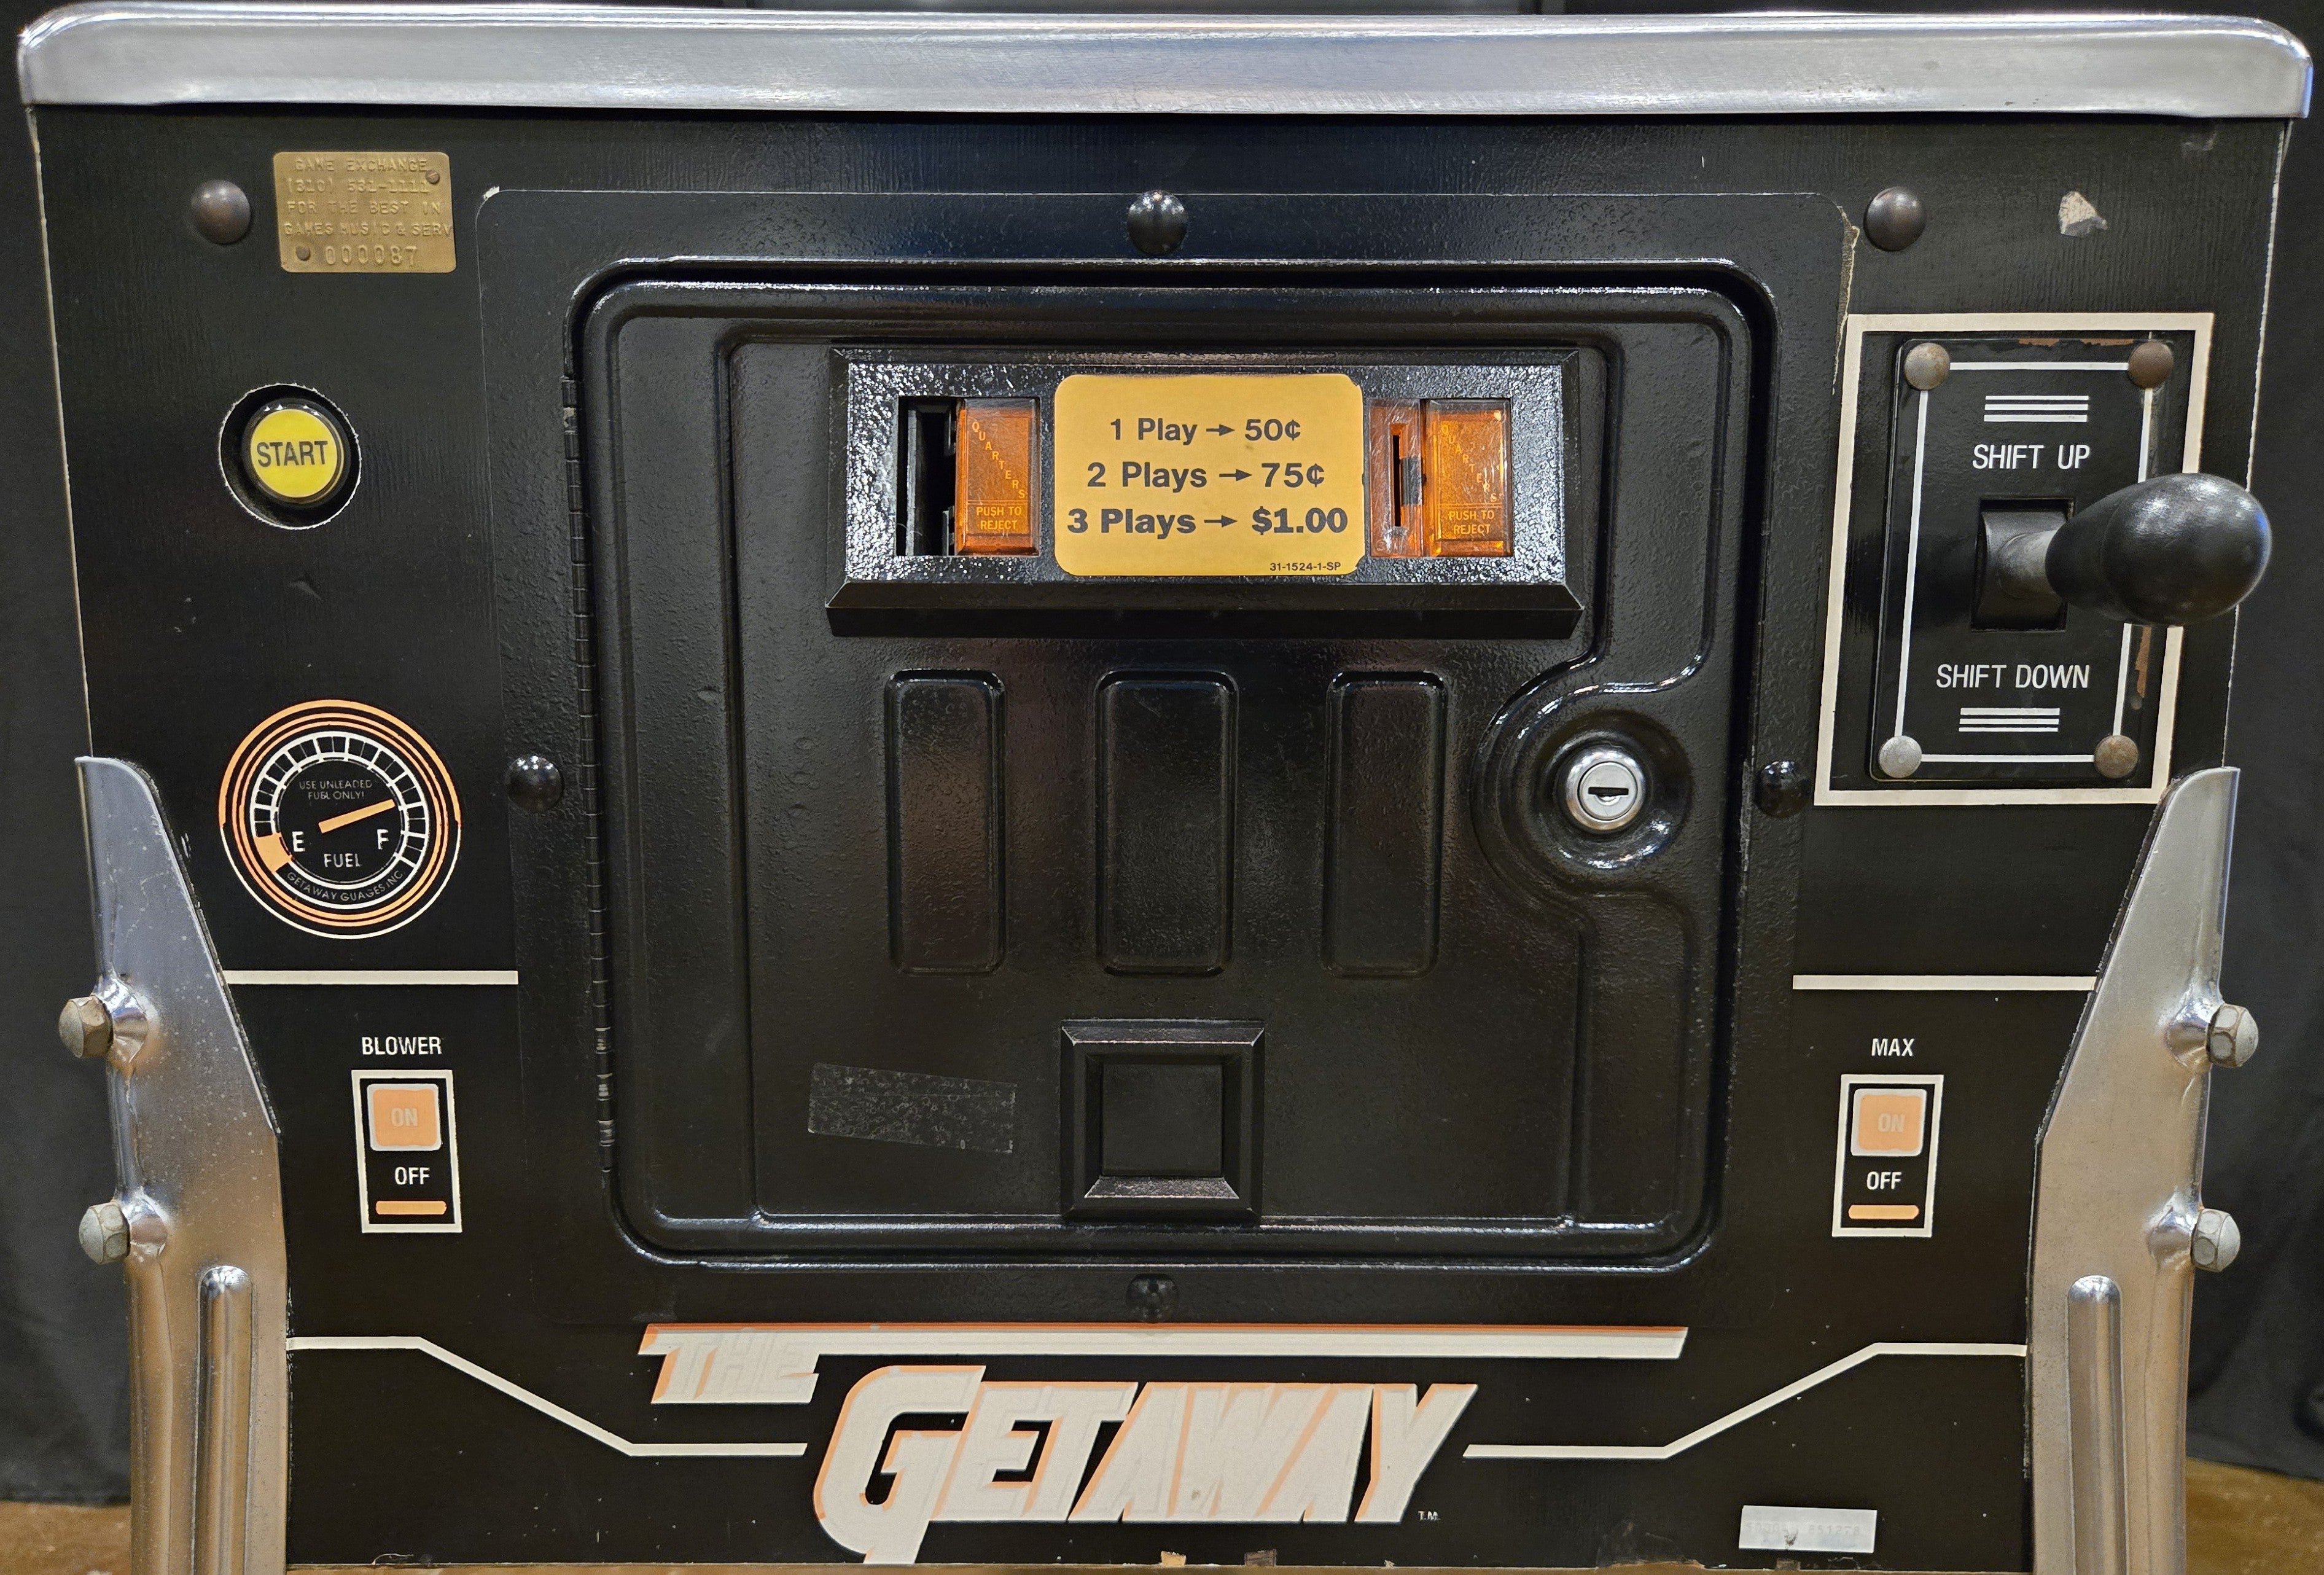 GAME EXCHANGE
(310) 531-1111
FOR THE BEST IN
GAMES MUSIC & SERV
000087
START
QUARTERS
PUSH TO
REJECT
1 Play → 50¢
2 Plays → 75¢
3 Plays → $1.00
31-1524-1-SP
QUARTERS
PUSH TO
REJECT
SHIFT UP
SHIFT DOWN
USE UNLEADED
FUEL ONLY!
E F
FUEL
GETAWAY GUAGES INC.
BLOWER
ON
OFF
MAX
ON
OFF
THE
GETAWAY
T.M.